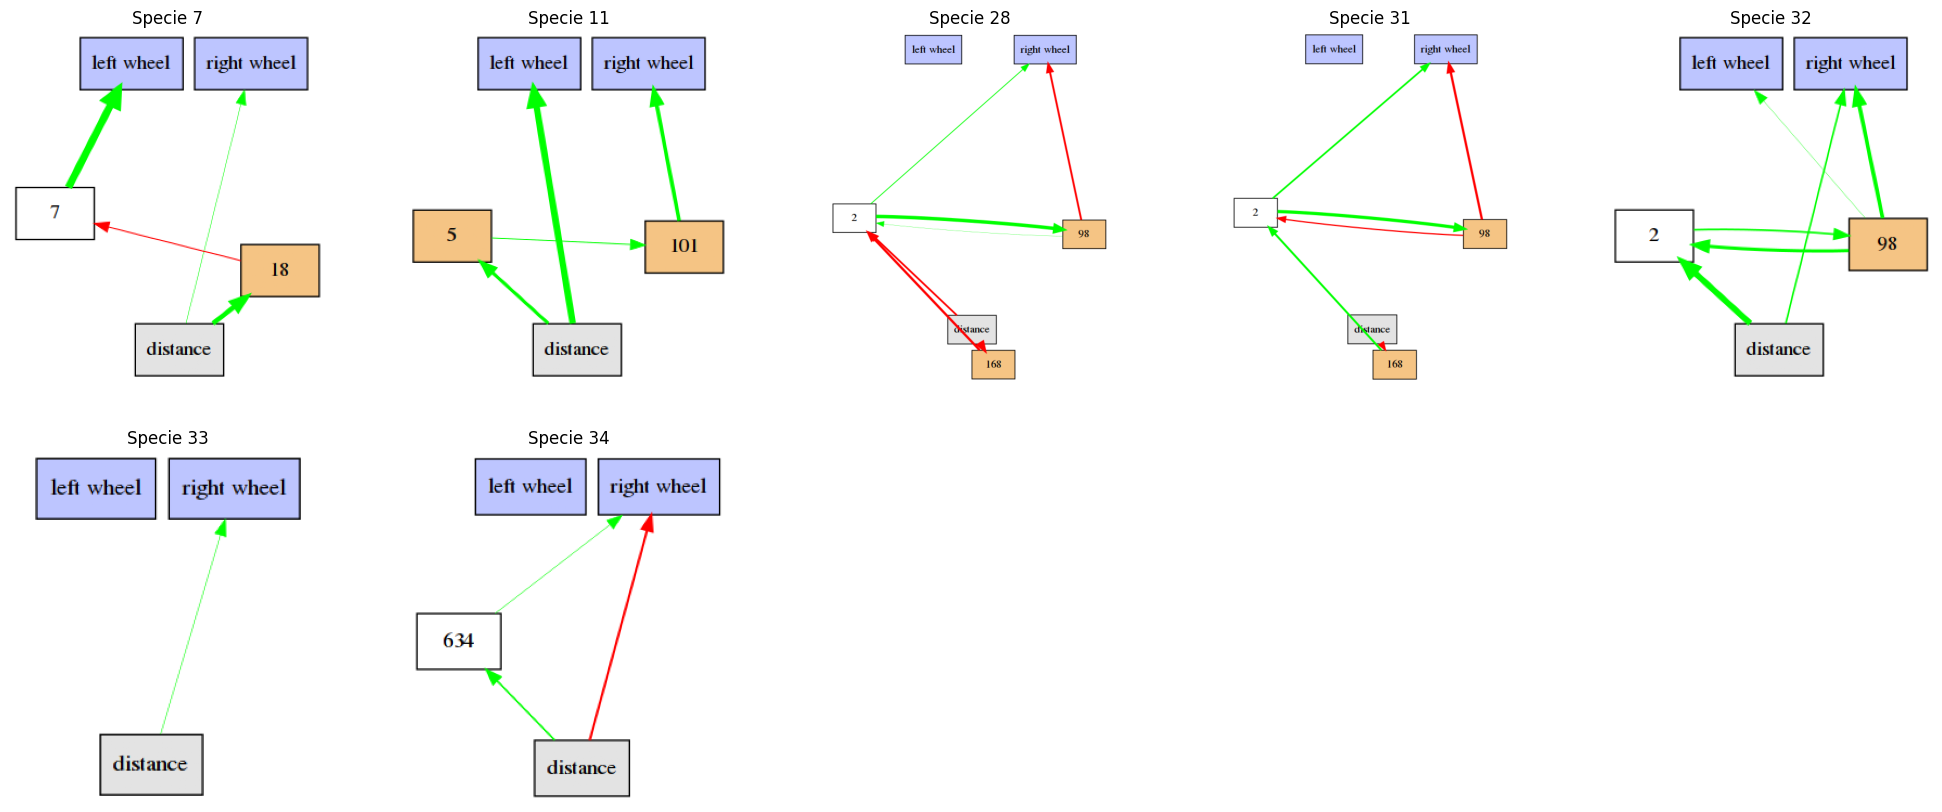 Specie 7
left wheel
right wheel
7
18
distance
Specie 11
left wheel
right wheel
5
101
distance
Specie 28
left wheel
right wheel
2
98
distance
168
Specie 31
left wheel
right wheel
2
98
distance
168
Specie 32
left wheel
right wheel
2
98
distance
Specie 33
left wheel
right wheel
distance
Specie 34
left wheel
right wheel
634
distance